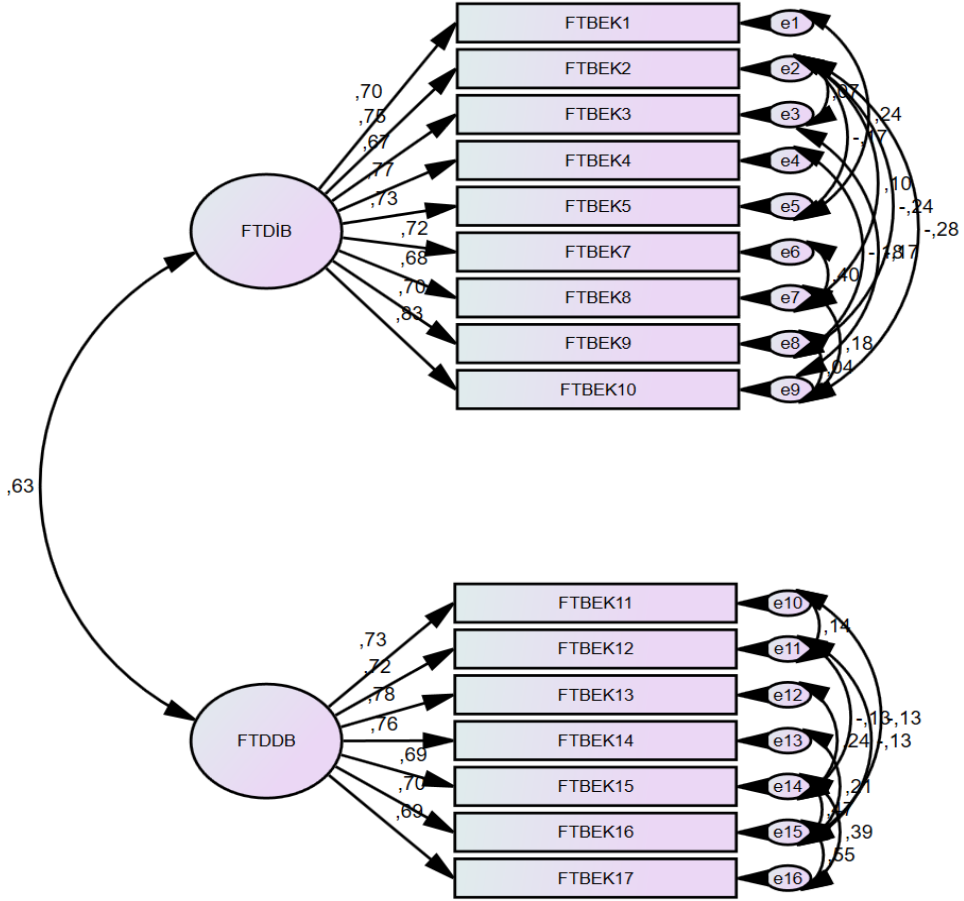 FTBEK1
e1
FTBEK2
e2
,70
,07
,75
FTBEK3
e3
,24
-,17
,67
FTBEK4
e4
,77
,10
,73
FTBEK5
e5
-,24
FTDİB
,72
-,28
FTBEK7
e6
,68
-,18
,17
,40
,70
FTBEK8
e7
,83
FTBEK9
e8
,18
,04
FTBEK10
e9
,63
FTBEK11
e10
,14
,73
FTBEK12
e11
,72
,78
FTBEK13
e12
,76
-,13
-,13
FTDDB
FTBEK14
e13
,24
-,13
,69
,70
FTBEK15
e14
,21
,69
FTBEK16
e15
,39
,55
FTBEK17
e16